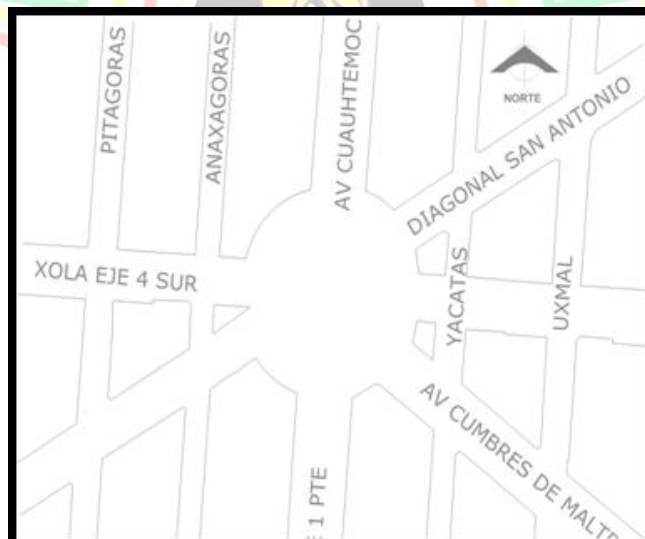 PITAGORAS
ANAXAGORAS
AV CUAUHTEMOC
NORTE
DIAGONAL SAN ANTONIO
XOLA EJE 4 SUR
YACATAS
UXMAL
AV CUMBRES DE MALTR
E 1 PTE